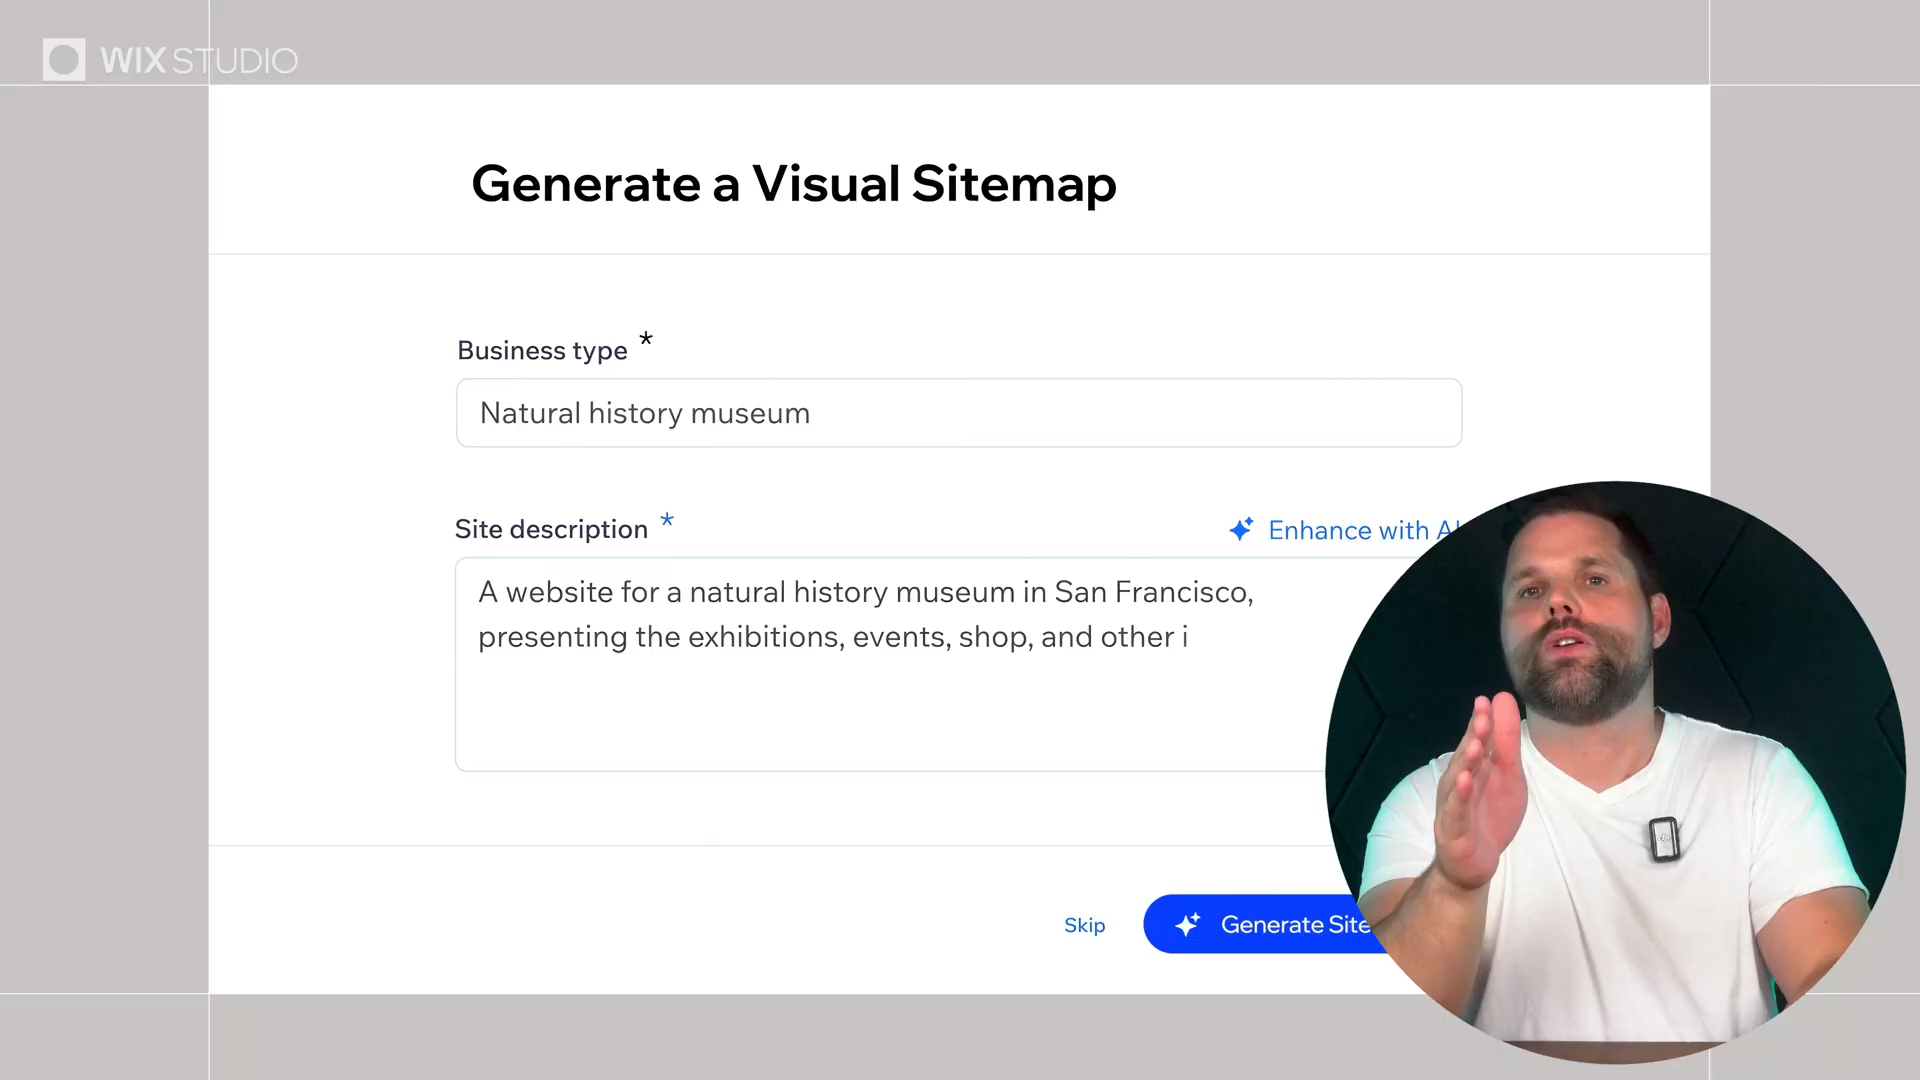 WIX STUDIO
Generate a Visual Sitemap
Business type *
Natural history museum
Site description *
Enhance with AI
A website for a natural history museum in San Francisco,
presenting the exhibitions, events, shop, and other i
Skip
Generate Site